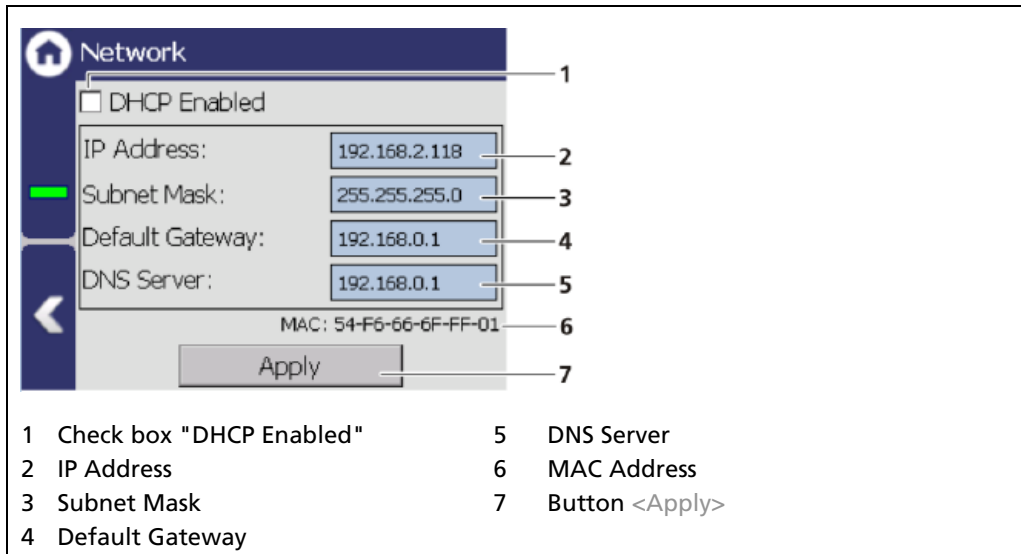 Network
1
DHCP Enabled
IP Address: 192.168.2.118 2
Subnet Mask: 255.255.255.0 3
Default Gateway: 192.168.0.1 4
DNS Server: 192.168.0.1 5
MAC: 54-F6-66-6F-FF-01 6
Apply 7
1 Check box "DHCP Enabled"
2 IP Address
3 Subnet Mask
4 Default Gateway
5 DNS Server
6 MAC Address
7 Button <Apply>